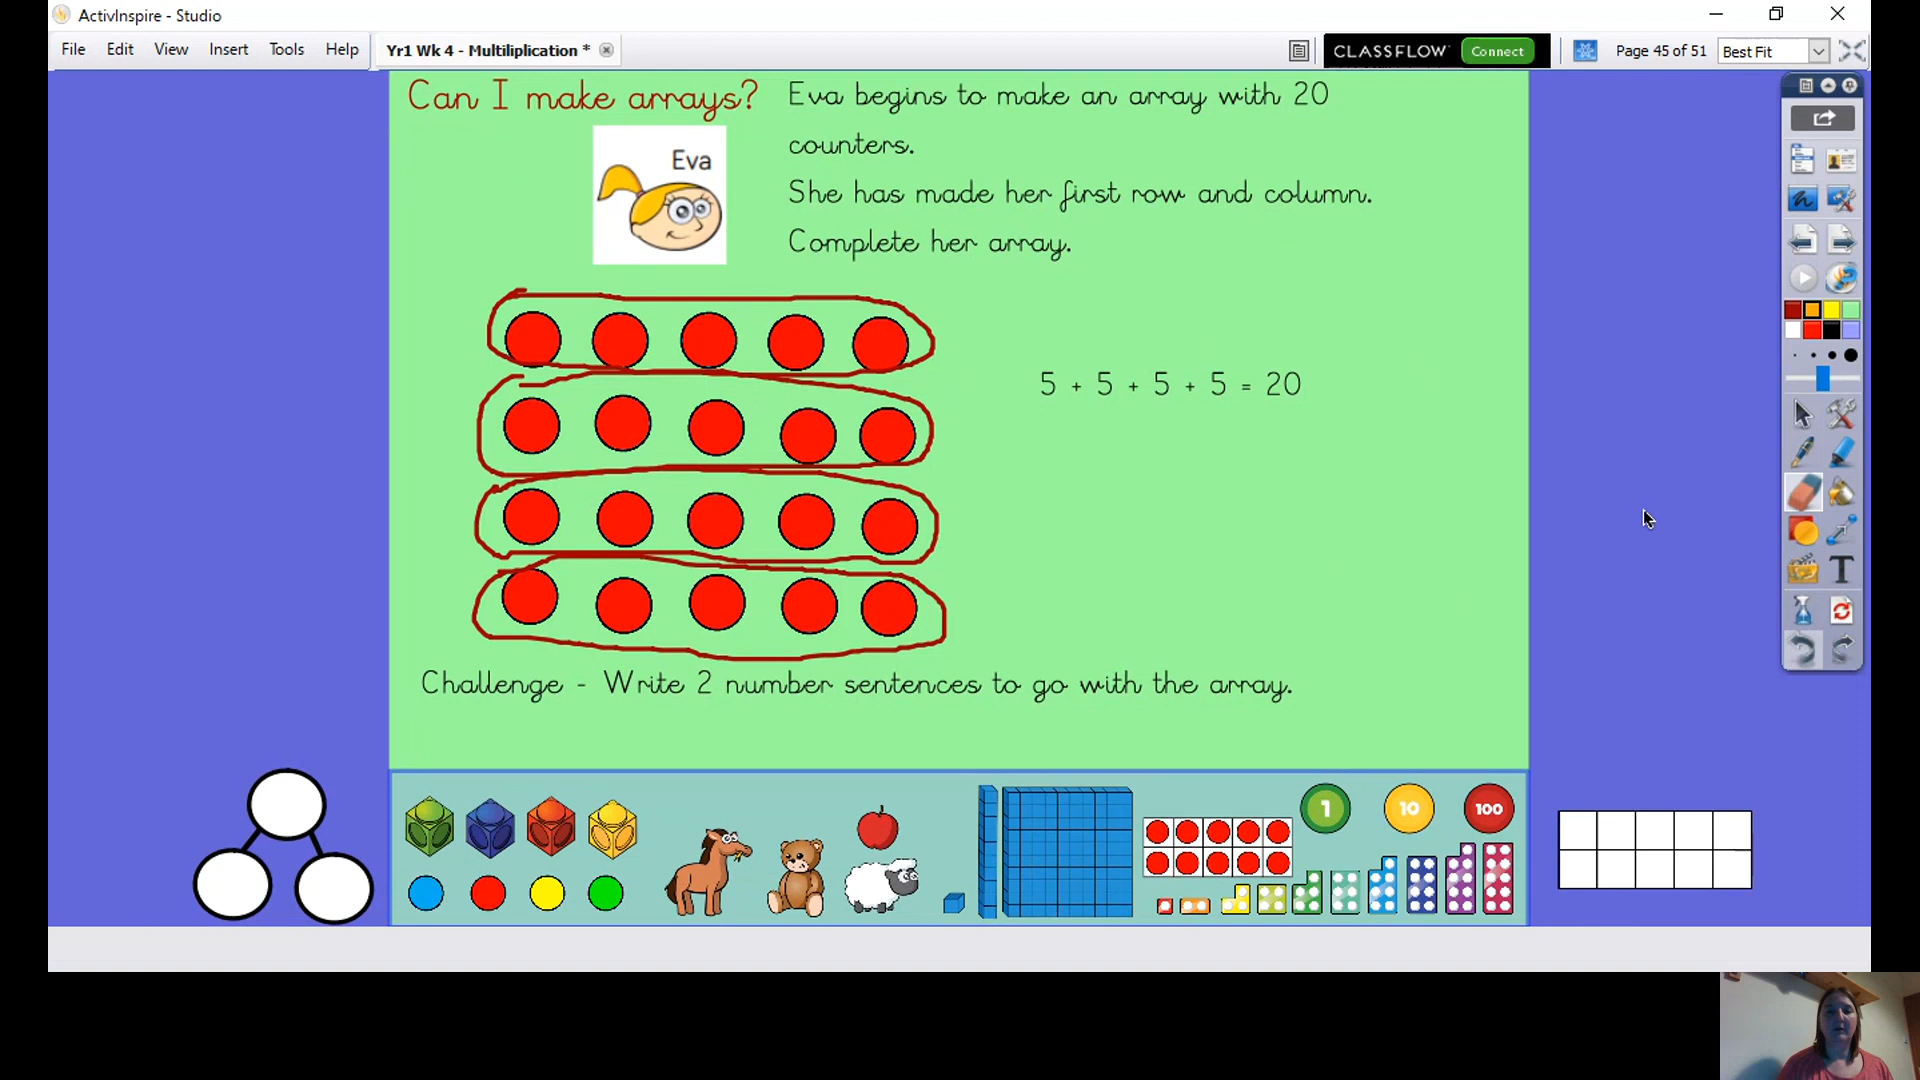 ActivInspire - Studio
File Edit View Insert Tools Help
Yr1 Wk 4 - Multiliplication *
CLASSFLOW Connect
Page 45 of 51
Best Fit
Can I make arrays?
Eva begins to make an array with 20
counters.
She has made her first row and column.
Complete her array.
Eva
5 + 5 + 5 + 5 = 20
Challenge - Write 2 number sentences to go with the array.
1 10 100